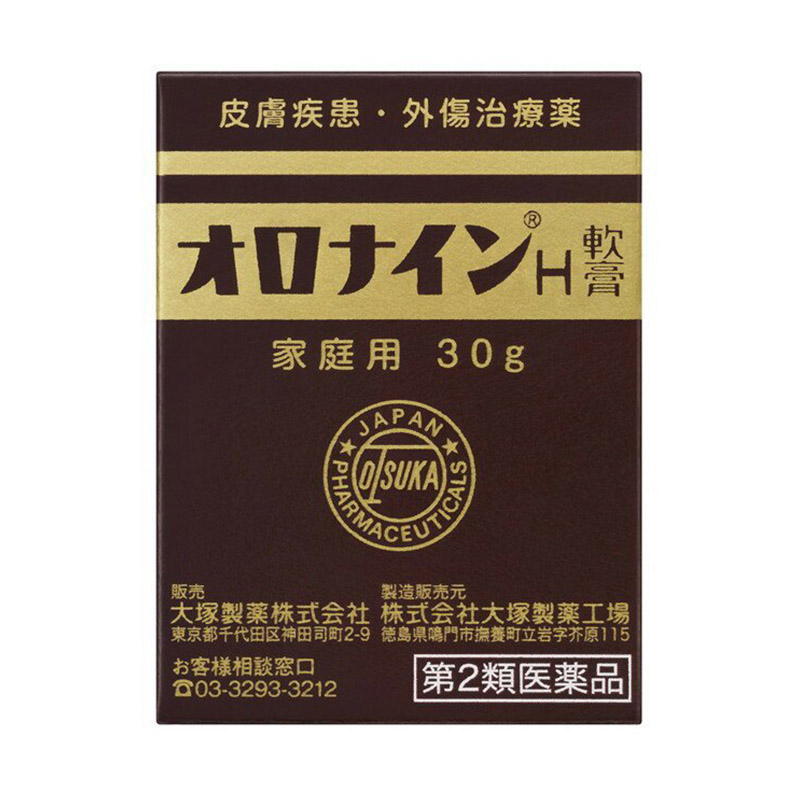 皮膚疾患・外傷治療薬
オロナイン®H軟膏
家庭用 30g
JAPAN
OTSUKA
PHARMACEUTICALS
販売
大塚製薬株式会社
東京都千代田区神田司町2-9
製造販売元
株式会社大塚製薬工場
徳島県鳴門市撫養町立岩字芥原115
お客様相談窓口
☎03-3293-3212
第2類医薬品